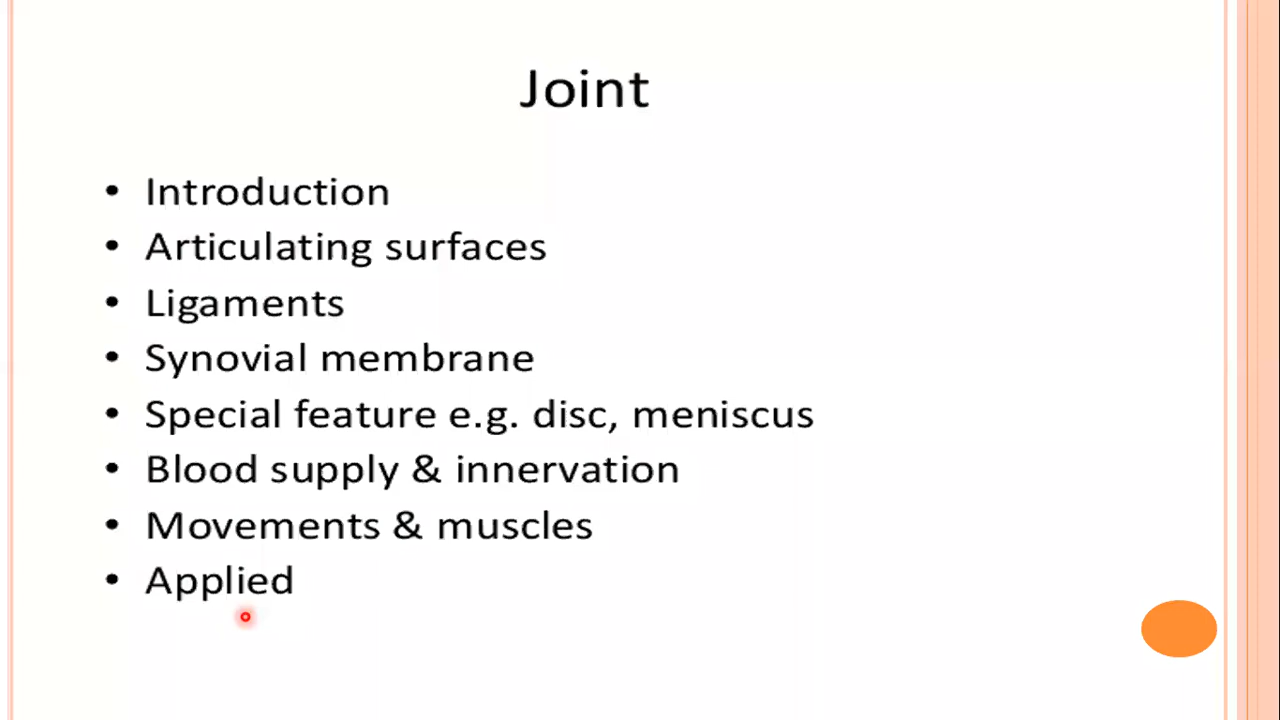 Joint
• Introduction
• Articulating surfaces
• Ligaments
• Synovial membrane
• Special feature e.g. disc, meniscus
• Blood supply & innervation
• Movements & muscles
• Applied